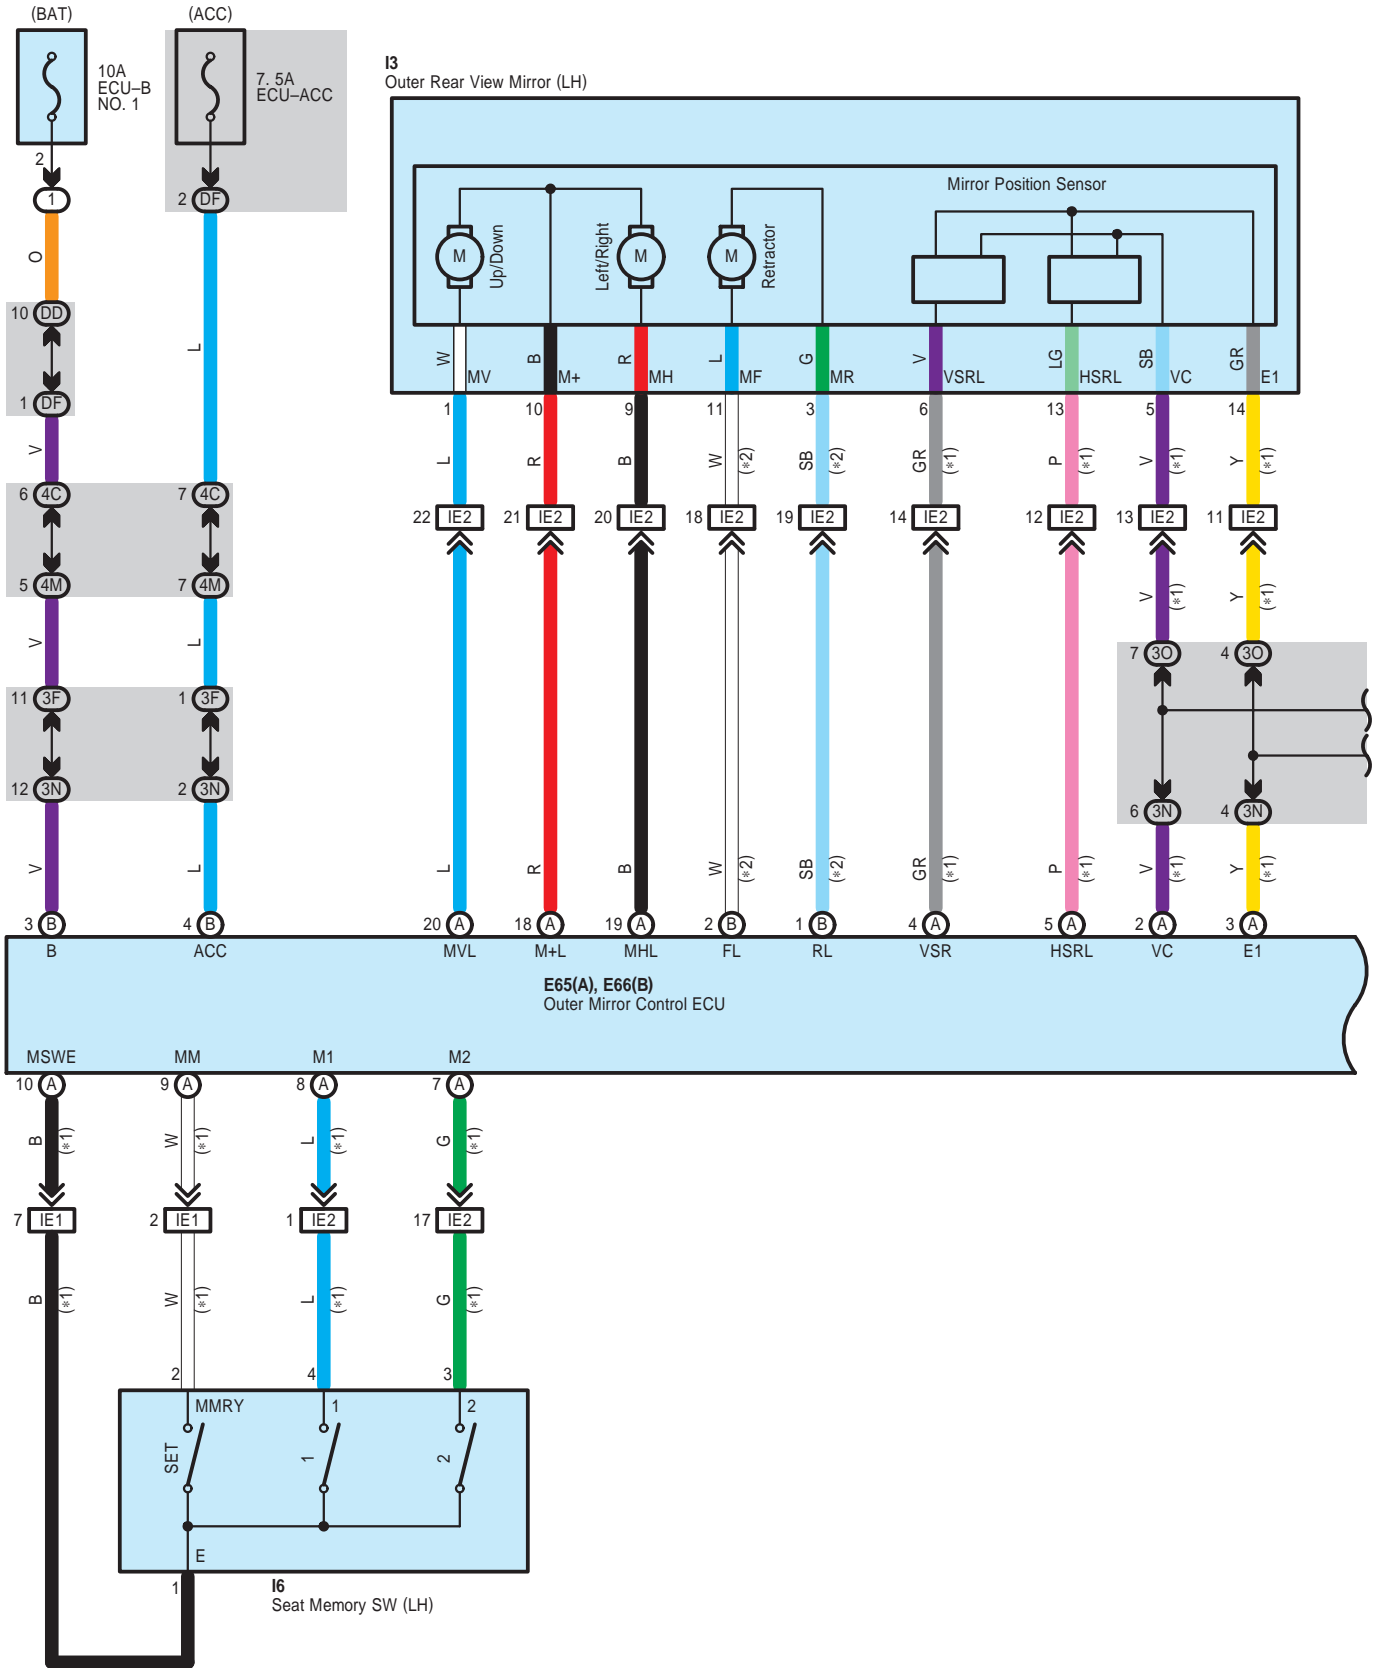 (BAT)
(ACC)
10A
ECU–B
NO. 1
7. 5A
ECU–ACC
I3
Outer Rear View Mirror (LH)
Mirror Position Sensor
M
Up/Down
Left/Right
M
M
Retractor
2
1
2 DF
O
L
10 DD
1 DF
W
B
R
L
G
V
LG
SB
GR
MV
M+
MH
MF
MR
VSRL
HSRL
VC
E1
1
10
9
11
3
6
13
5
14
V
L
R
B
W (*2)
SB (*2)
GR (*1)
P (*1)
V (*1)
Y (*1)
6 4C
7 4C
22 IE2
21 IE2
20 IE2
18 IE2
19 IE2
14 IE2
12 IE2
13 IE2
11 IE2
5 4M
7 4M
V (*1)
Y (*1)
V
L
7 3O
4 3O
11 3F
1 3F
12 3N
2 3N
6 3N
4 3N
V
L
L
R
B
W (*2)
SB (*2)
GR (*1)
P (*1)
V (*1)
Y (*1)
3 B
4 B
20 A
18 A
19 A
2 B
1 B
4 A
5 A
2 A
3 A
B
ACC
MVL
M+L
MHL
FL
RL
VSR
HSRL
VC
E1
E65(A), E66(B)
Outer Mirror Control ECU
MSWE
MM
M1
M2
10 A
9 A
8 A
7 A
B (*1)
W (*1)
L (*1)
G (*1)
7 IE1
2 IE1
1 IE2
17 IE2
B (*1)
W (*1)
L (*1)
G (*1)
2
4
3
MMRY
1
2
SET
1
2
E
1
I6
Seat Memory SW (LH)